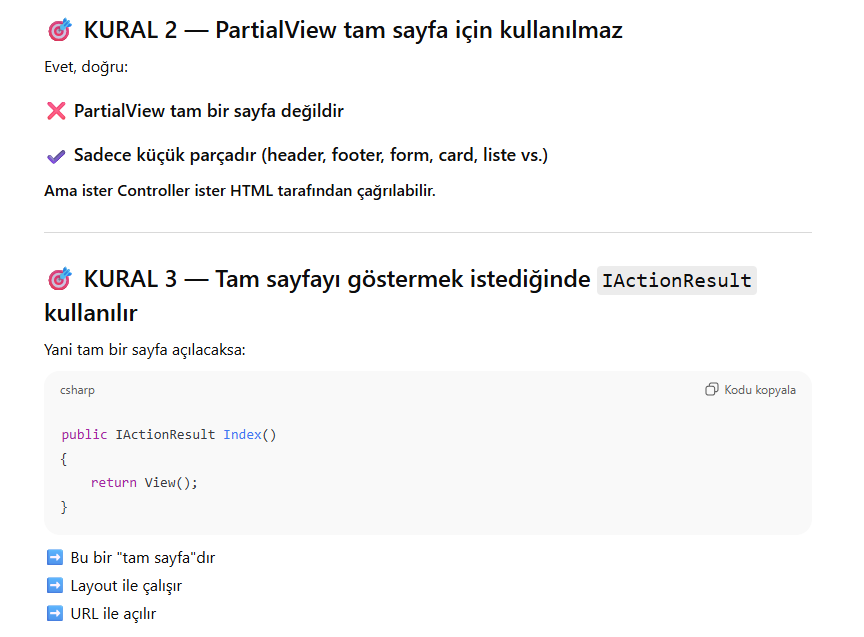 🎯 KURAL 2 — PartialView tam sayfa için kullanılmaz
Evet, doğru:
❌ PartialView tam bir sayfa değildir
✔ Sadece küçük parçadır (header, footer, form, card, liste vs.)
Ama ister Controller ister HTML tarafından çağrılabilir.
🎯 KURAL 3 — Tam sayfayı göstermek istediğinde IActionResult
kullanılır
Yani tam bir sayfa açılacaksa:
csharp Kodu kopyala
public IActionResult Index()
{
    return View();
}
➡ Bu bir "tam sayfa"dır
➡ Layout ile çalışır
➡ URL ile açılır